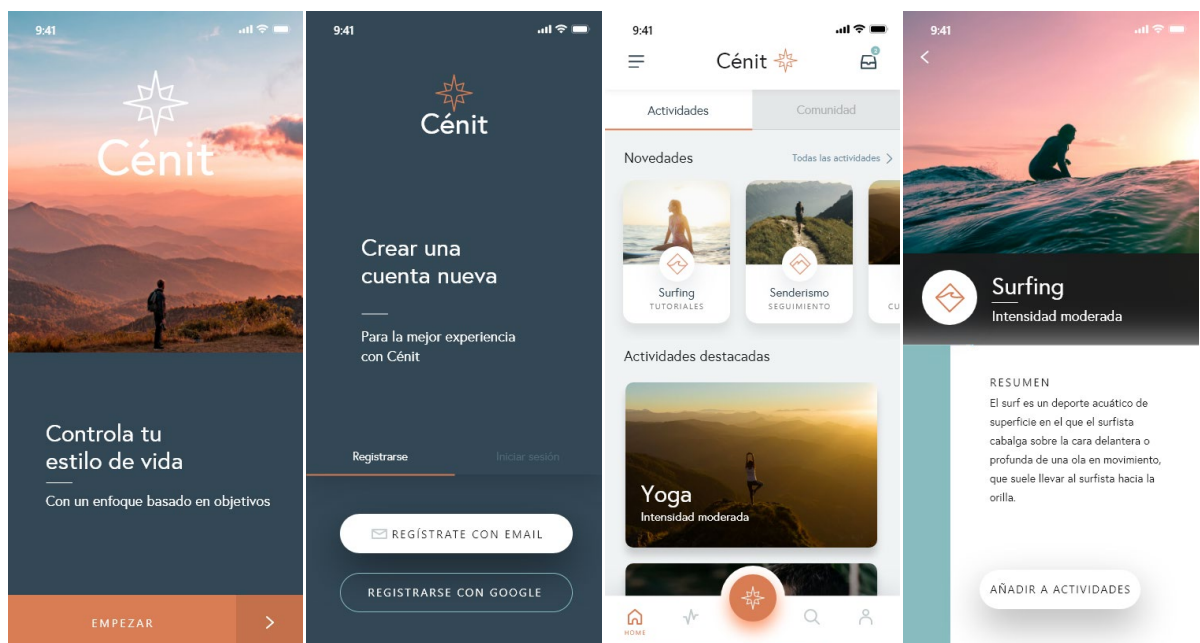 9:41
Cénit
Controla tu
estilo de vida
Con un enfoque basado en objetivos
EMPEZAR
9:41
Cénit
Crear una
cuenta nueva
Para la mejor experiencia
con Cénit
Registrarse
Iniciar sesión
REGÍSTRATE CON EMAIL
REGISTRARSE CON GOOGLE
9:41
Cénit
Actividades
Comunidad
Novedades
Todas las actividades
Surfing
TUTORIALES
Senderismo
SEGUIMIENTO
CU
Actividades destacadas
Yoga
Intensidad moderada
HOME
9:41
Surfing
Intensidad moderada
RESUMEN
El surf es un deporte acuático de
superficie en el que el surfista
cabalga sobre la cara delantera o
profunda de una ola en movimiento,
que suele llevar al surfista hacia la
orilla.
AÑADIR A ACTIVIDADES